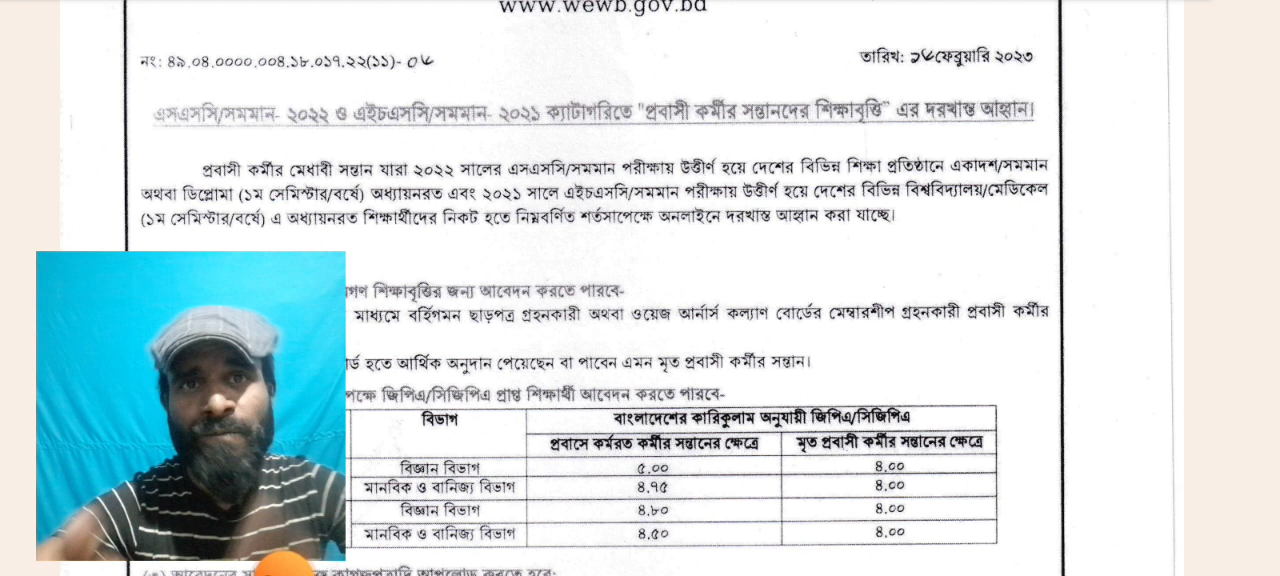 www.wewb.gov.bd
নং: ৪৯.০৪.০০০০.০০৪.১৮.০১৭.২২(১১)- ০৬
তারিখ: ১৬ফেব্রুয়ারি ২০২৩
এসএসসি/সমমান- ২০২২ ও এইচএসসি/সমমান- ২০২১ ক্যাটাগরিতে "প্রবাসী কর্মীর সন্তানদের শিক্ষাবৃত্তি" এর দরখাস্ত আহ্বান।
প্রবাসী কর্মীর মেধাবী সন্তান যারা ২০২২ সালের এসএসসি/সমমান পরীক্ষায় উত্তীর্ণ হয়ে দেশের বিভিন্ন শিক্ষা প্রতিষ্ঠানে একাদশ/সমমান
অথবা ডিপ্লোমা (১ম সেমিস্টার/বর্ষে) অধ্যায়নরত এবং ২০২১ সালে এইচএসসি/সমমান পরীক্ষায় উত্তীর্ণ হয়ে দেশের বিভিন্ন বিশ্ববিদ্যালয়/মেডিকেল
(১ম সেমিস্টার/বর্ষে) এ অধ্যায়নরত শিক্ষার্থীদের নিকট হতে নিম্নবর্ণিত শর্তসাপেক্ষে অনলাইনে দরখাস্ত আহ্বান করা যাচ্ছে।
শিক্ষাবৃত্তির জন্য আবেদন করতে পারবে-
মাধ্যমে বর্হিগমন ছাড়পত্র গ্রহনকারী অথবা ওয়েজ আর্নার্স কল্যাণ বোর্ডের মেম্বারশীপ গ্রহনকারী প্রবাসী কর্মীর
হতে আর্থিক অনুদান পেয়েছেন বা পাবেন এমন মৃত প্রবাসী কর্মীর সন্তান।
জিপিএ/সিজিপিএ প্রাপ্ত শিক্ষার্থী আবেদন করতে পারবে-
বিভাগ
বাংলাদেশের কারিকুলাম অনুযায়ী জিপিএ/সিজিপিএ
প্রবাসে কর্মরত কর্মীর সন্তানের ক্ষেত্রে
মৃত প্রবাসী কর্মীর সন্তানের ক্ষেত্রে
বিজ্ঞান বিভাগ ৫.০০ ৪.০০
মানবিক ও বানিজ্য বিভাগ ৪.৭৫ ৪.০০
বিজ্ঞান বিভাগ ৪.৮০ ৪.০০
মানবিক ও বানিজ্য বিভাগ ৪.৫০ ৪.০০